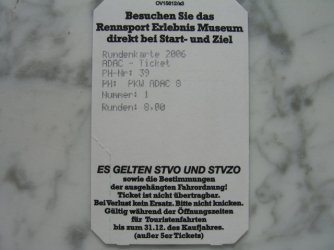 DV15012/a3
Besuchen Sie das
Rennsport Erlebnis Museum
direkt bei Start- und Ziel
Rundenkarte 2006
ADAC - Ticket
PH-Nr: 39
PH: PKW ADAC 8
Nummer: 1
Runden: 8.00
ES GELTEN STVO UND STVZO
sowie die Bestimmungen
der ausgehängten Fahrordnung!
Ticket ist nicht übertragbar.
Bei Verlust kein Ersatz. Bitte nicht knicken.
Gültig während der Öffnungszeiten
für Touristenfahrten
bis zum 31.12. des Kaufjahres.
(außer 5er Tickets)